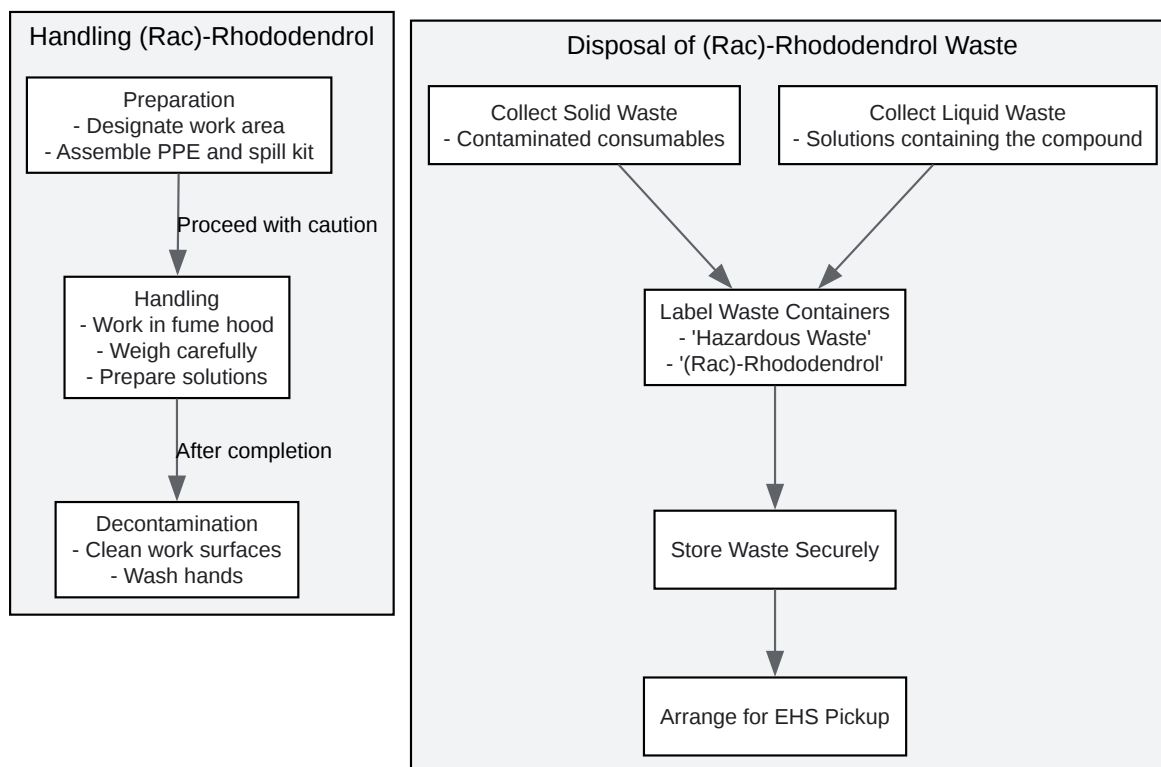 Handling (Rac)-Rhododendrol
Preparation
- Designate work area
- Assemble PPE and spill kit
Proceed with caution
Handling
- Work in fume hood
- Weigh carefully
- Prepare solutions
After completion
Decontamination
- Clean work surfaces
- Wash hands
Disposal of (Rac)-Rhododendrol Waste
Collect Solid Waste
- Contaminated consumables
Collect Liquid Waste
- Solutions containing the compound
Label Waste Containers
- 'Hazardous Waste'
- '(Rac)-Rhododendrol'
Store Waste Securely
Arrange for EHS Pickup